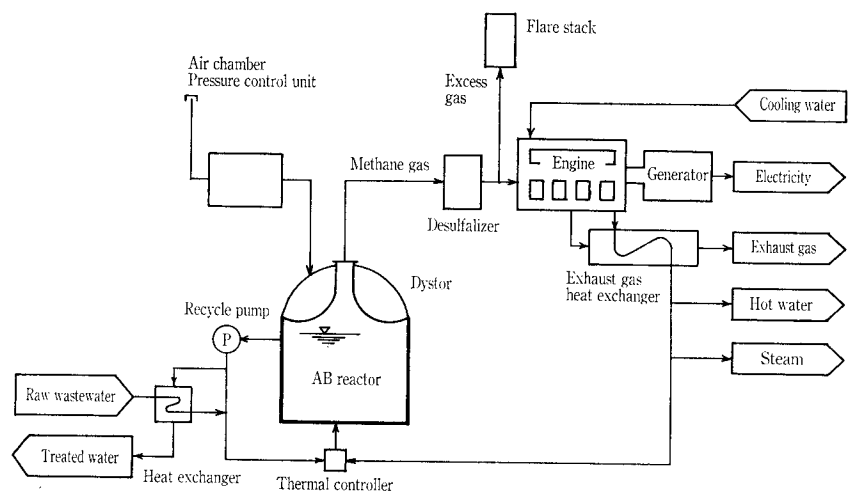 Flare stack
Air chamber
Pressure control unit
Excess
gas
Cooling water
Engine
Generator
Methane gas
Electricity
Desulfalizer
Exhaust gas
Exhaust gas
heat exchanger
Dystor
Hot water
Recycle pump
P
Steam
AB reactor
Raw wastewater
Treated water
Heat exchanger
Thermal controller